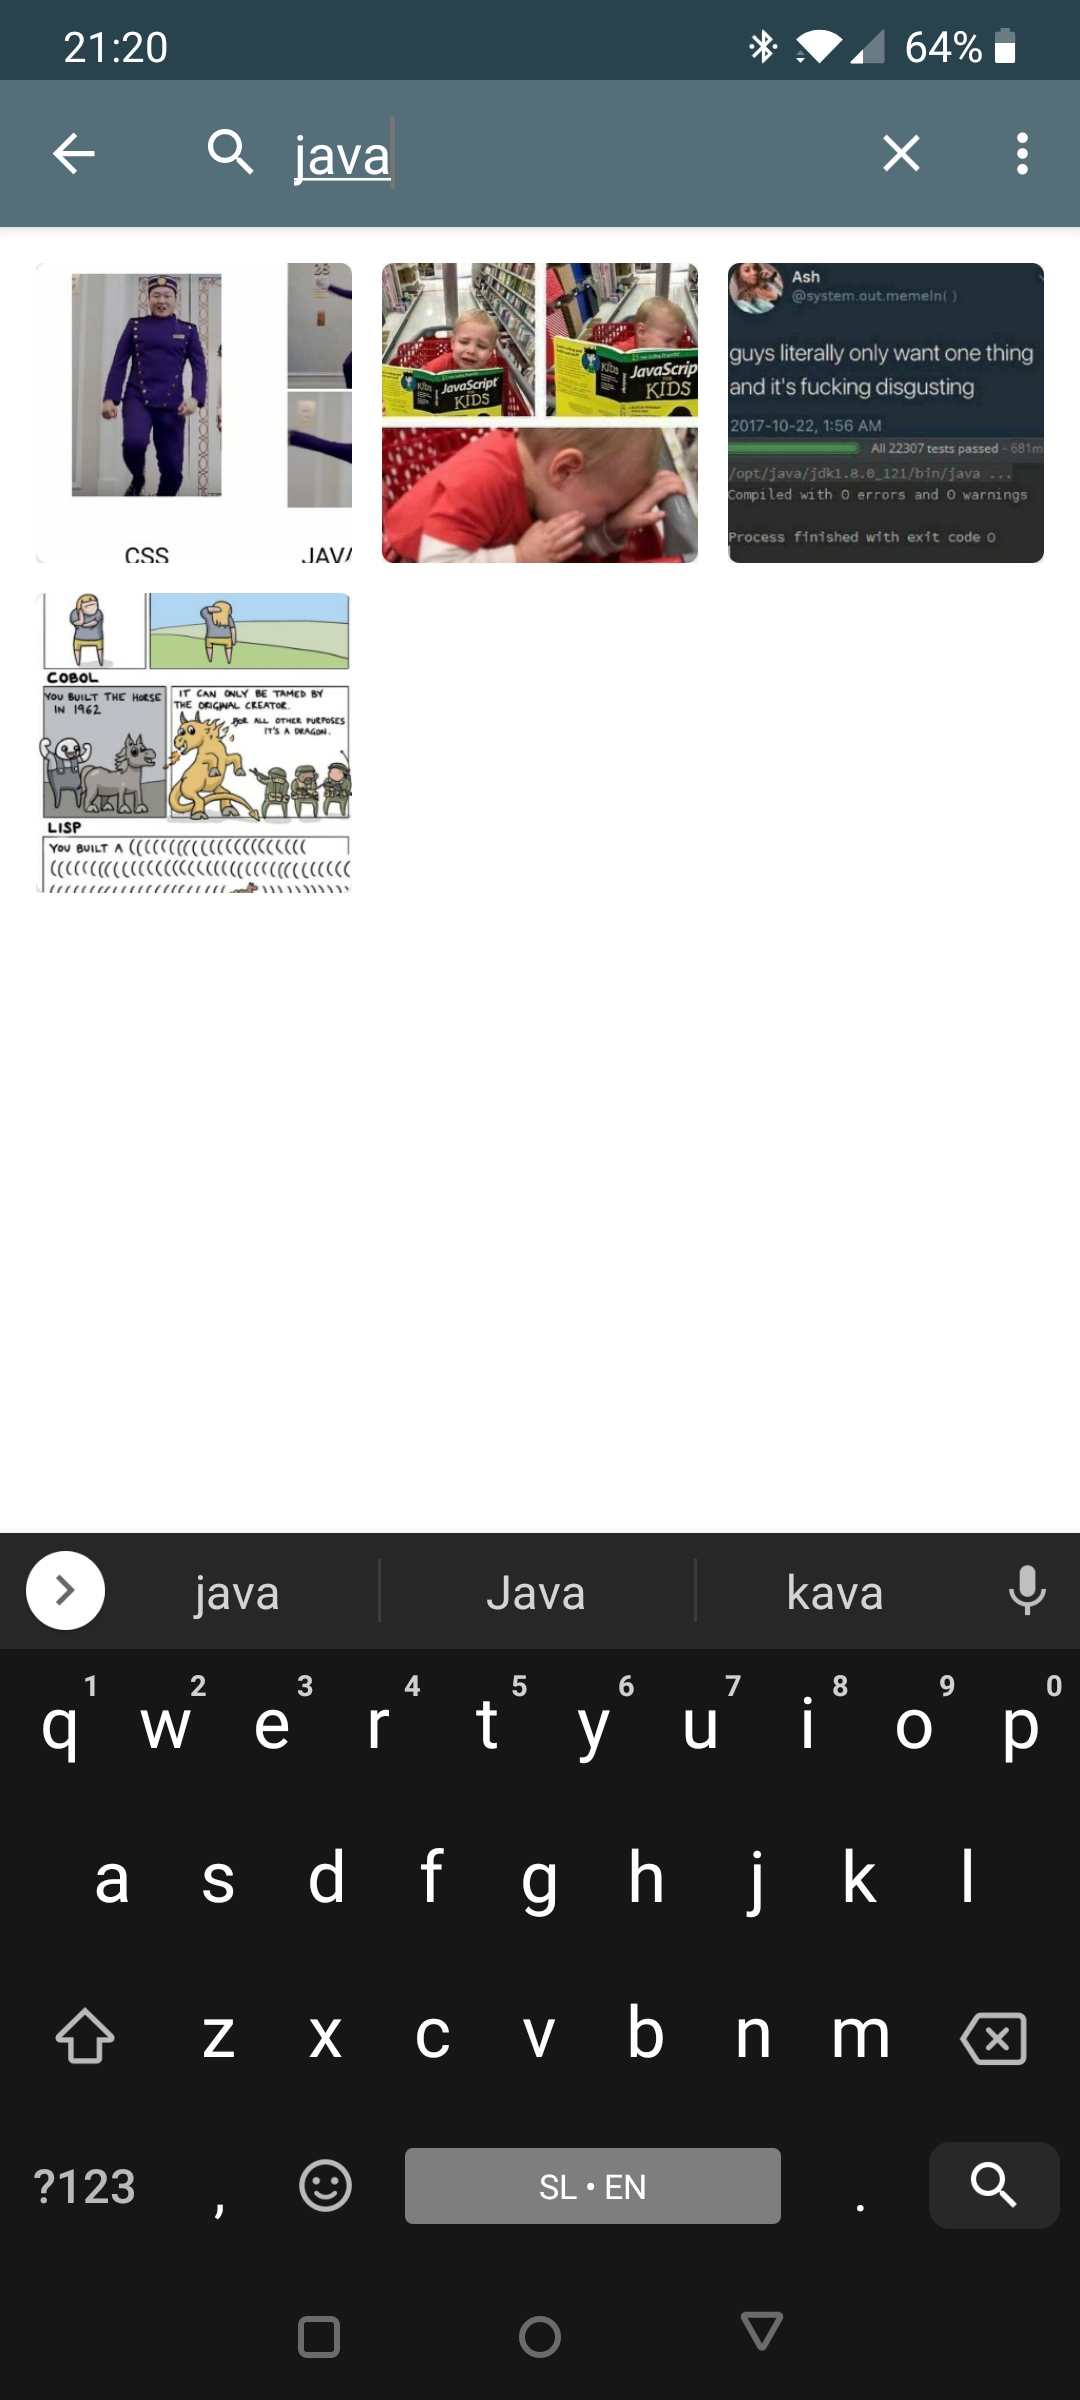 21:20
64%
java
28
CSS
JAVA
JavaScript
FOR
KIDS
JavaScrip
FOR
KIDS
Ash
@system.out.memeln( )
guys literally only want one thing
and it's fucking disgusting
2017-10-22, 1:56 AM
All 22307 tests passed - 681m
/opt/java/jdk1.8.0_121/bin/java ...
Compiled with 0 errors and 0 warnings
Process finished with exit code 0
COBOL
YOU BUILT THE HORSE
IN 1962
IT CAN ONLY BE TAMED BY
THE ORIGINAL CREATOR.
FOR ALL OTHER PURPOSES
IT'S A DRAGON.
LISP
YOU BUILT A ((((((((((((((((((((((
(((((((((((((((((((((((((((((
java
Java
kava
1 2 3 4 5 6 7 8 9 0
q w e r t y u i o p
a s d f g h j k l
z x c v b n m
?123 , SL • EN .